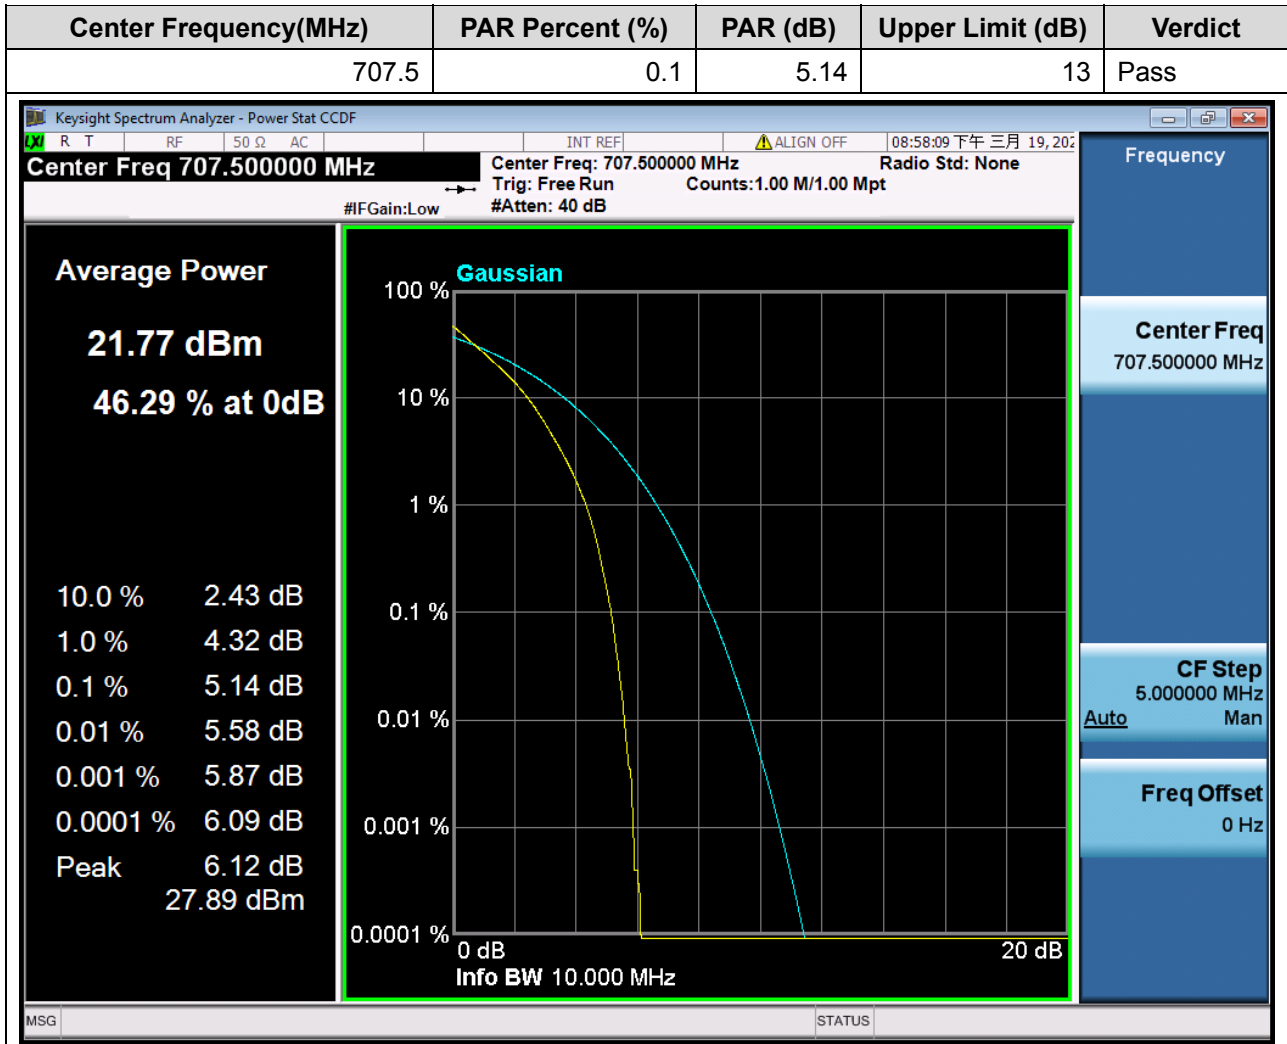 Center Frequency(MHz) PAR Percent (%) PAR (dB) Upper Limit (dB) Verdict
707.5 0.1 5.14 13 Pass
Keysight Spectrum Analyzer - Power Stat CCDF
LXI R T RF 50 Ω AC INT REF ALIGN OFF 08:58:09 下午 三月 19, 202
Center Freq 707.500000 MHz
Center Freq: 707.500000 MHz Radio Std: None
Trig: Free Run Counts:1.00 M/1.00 Mpt
#IFGain:Low #Atten: 40 dB
Average Power
21.77 dBm
46.29 % at 0dB
10.0 % 2.43 dB
1.0 % 4.32 dB
0.1 % 5.14 dB
0.01 % 5.58 dB
0.001 % 5.87 dB
0.0001 % 6.09 dB
Peak 6.12 dB
27.89 dBm
Gaussian
100 %
10 %
1 %
0.1 %
0.01 %
0.001 %
0.0001 %
0 dB 20 dB
Info BW 10.000 MHz
Frequency
Center Freq
707.500000 MHz
CF Step
5.000000 MHz
Auto Man
Freq Offset
0 Hz
MSG STATUS